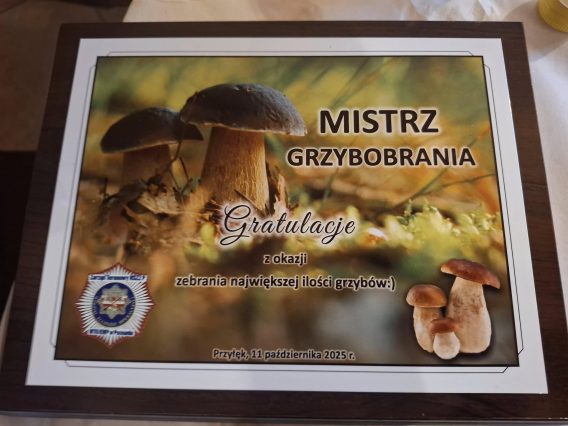 MISTRZ
GRZYBOBRANIA
Gratulacje
z okazji
zebrania największej ilości grzybów:)
Przyłęk, 11 października 2025 r.